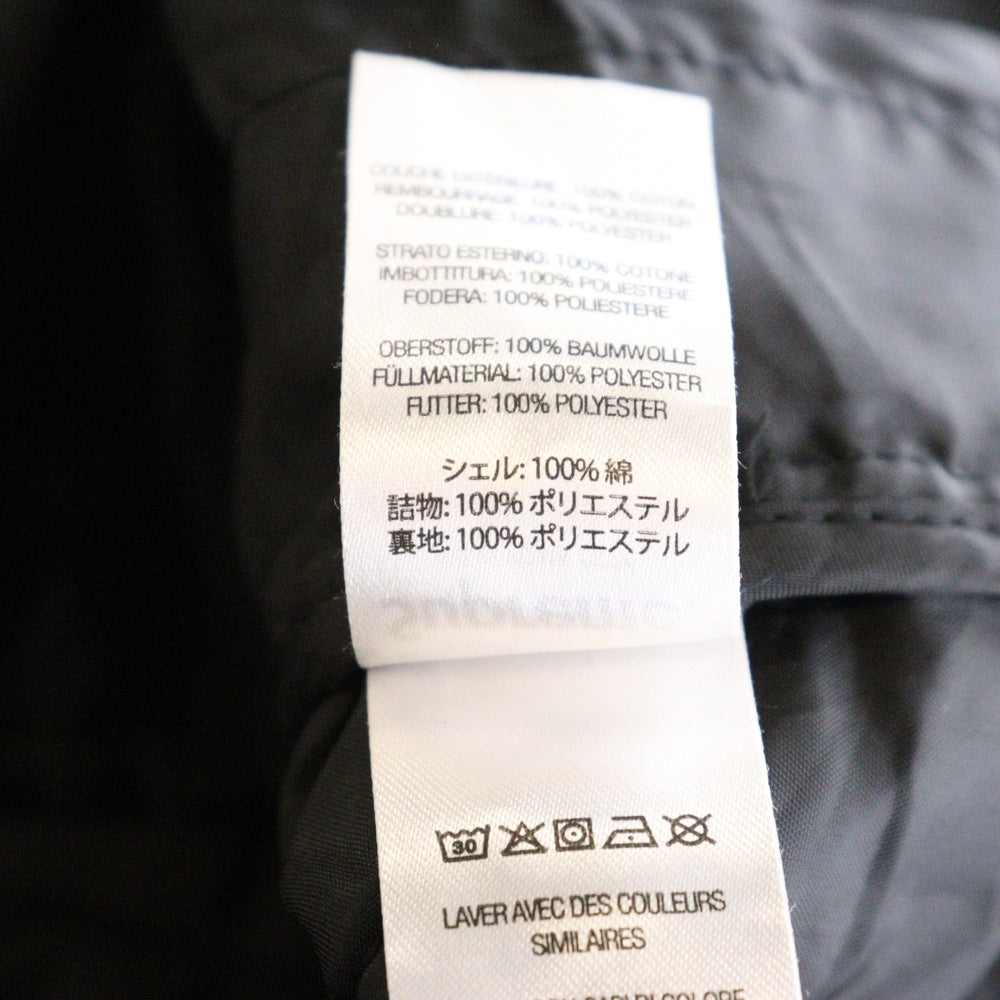 COUCHE EXTÉRIEURE: 100% COTON
REMBOURRAGE: 100% POLYESTER
DOUBLURE: 100% POLYESTER
STRATO ESTERNO: 100% COTONE
IMBOTTITURA: 100% POLIESTERE
FODERA: 100% POLIESTERE
OBERSTOFF: 100% BAUMWOLLE
FÜLLMATERIAL: 100% POLYESTER
FUTTER: 100% POLYESTER
シェル: 100% 綿
詰物: 100% ポリエステル
裏地: 100% ポリエステル
30
LAVER AVEC DES COULEURS
SIMILAIRES